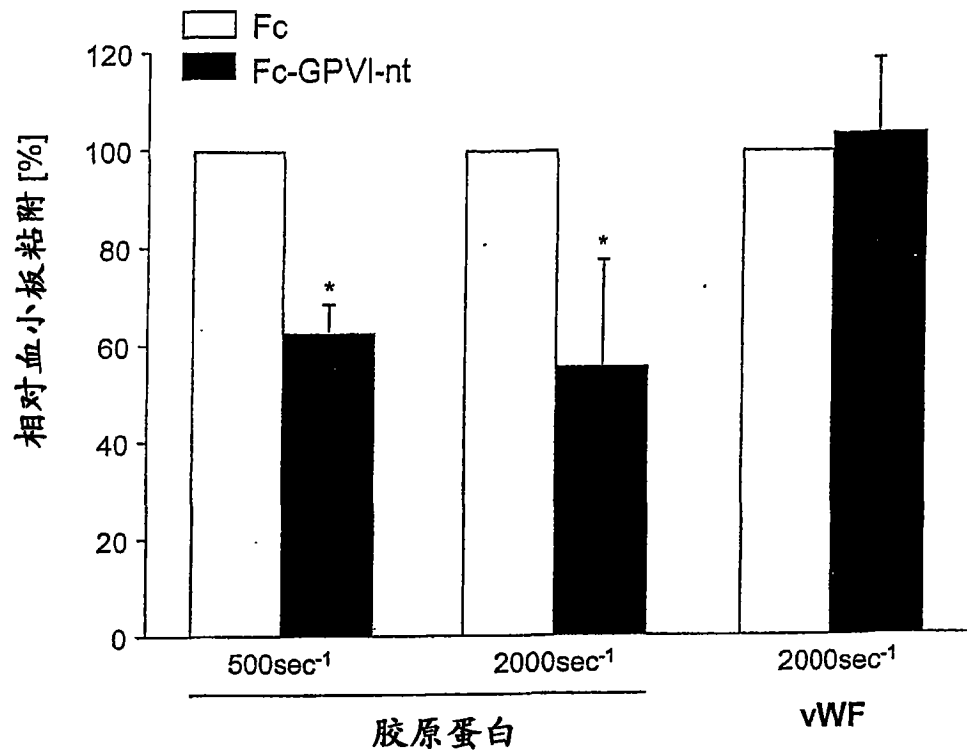 Fc
Fc-GPVI-nt
相对血小板粘附 [%]
120
100
80
60
40
20
0
*
*
500sec⁻¹
2000sec⁻¹
2000sec⁻¹
胶原蛋白
vWF